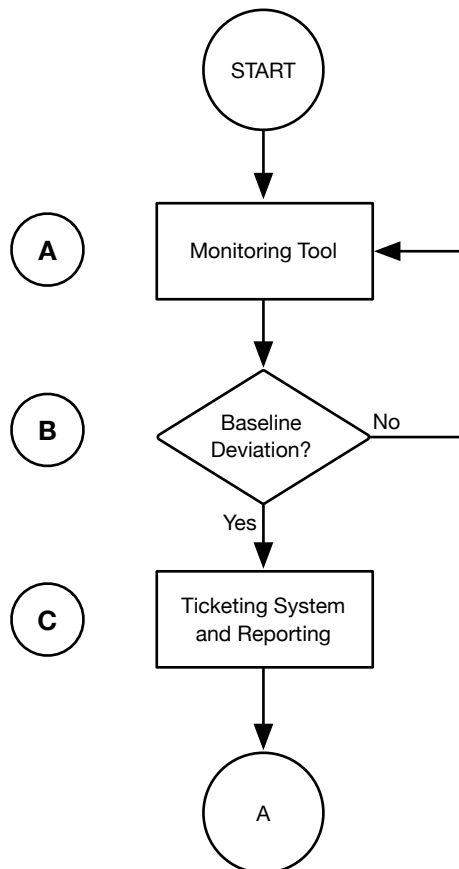 START
A
Monitoring Tool
B
Baseline
Deviation?
No
Yes
C
Ticketing System
and Reporting
A